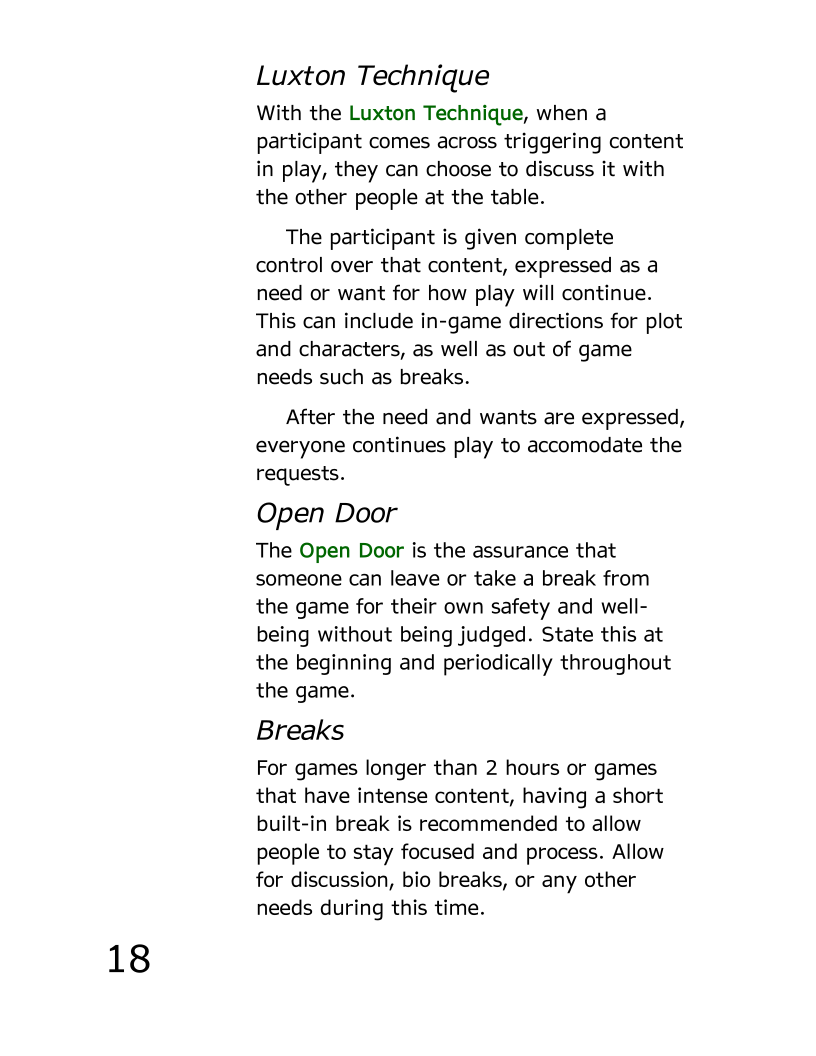 Luxton Technique
With the Luxton Technique, when a
participant comes across triggering content
in play, they can choose to discuss it with
the other people at the table.
The participant is given complete
control over that content, expressed as a
need or want for how play will continue.
This can include in-game directions for plot
and characters, as well as out of game
needs such as breaks.
After the need and wants are expressed,
everyone continues play to accomodate the
requests.
Open Door
The Open Door is the assurance that
someone can leave or take a break from
the game for their own safety and well-
being without being judged. State this at
the beginning and periodically throughout
the game.
Breaks
For games longer than 2 hours or games
that have intense content, having a short
built-in break is recommended to allow
people to stay focused and process. Allow
for discussion, bio breaks, or any other
needs during this time.
18